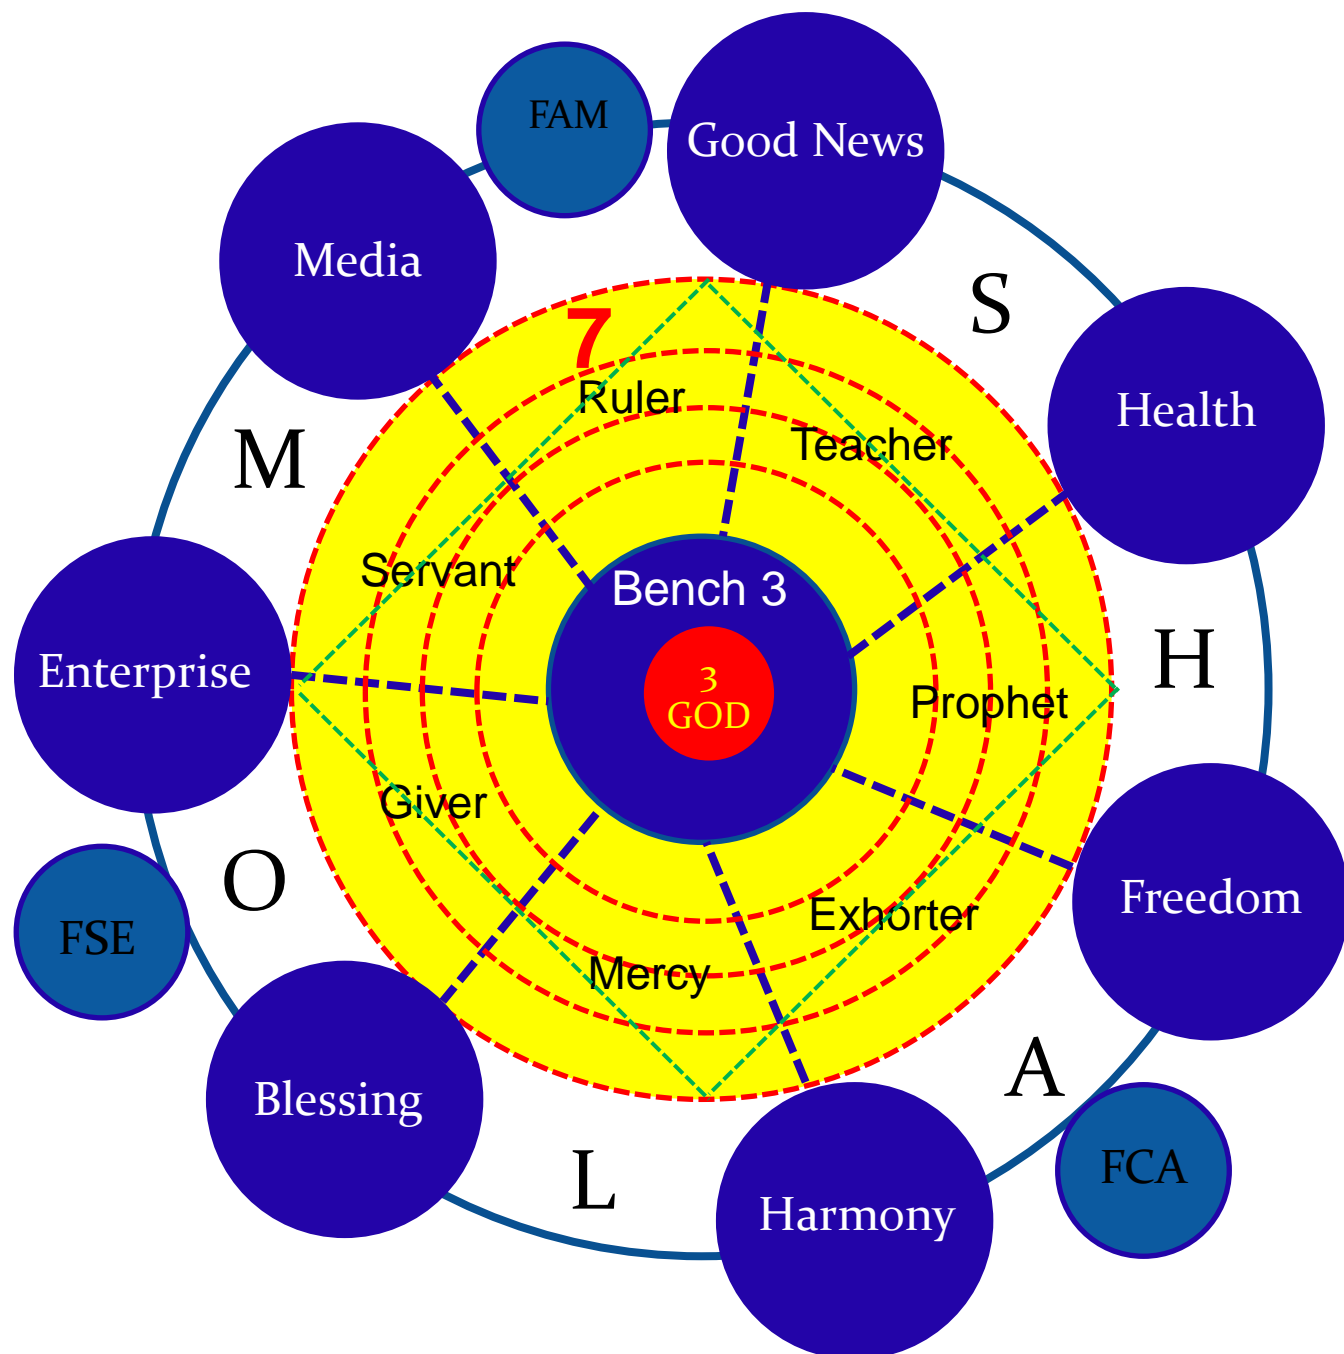 FAM
Good News
Media
S
7
Ruler
Health
Teacher
M
Servant
Bench 3
H
Enterprise
3
GOD
Prophet
Giver
O
Freedom
Exhorter
FSE
Mercy
A
Blessing
FCA
L
Harmony